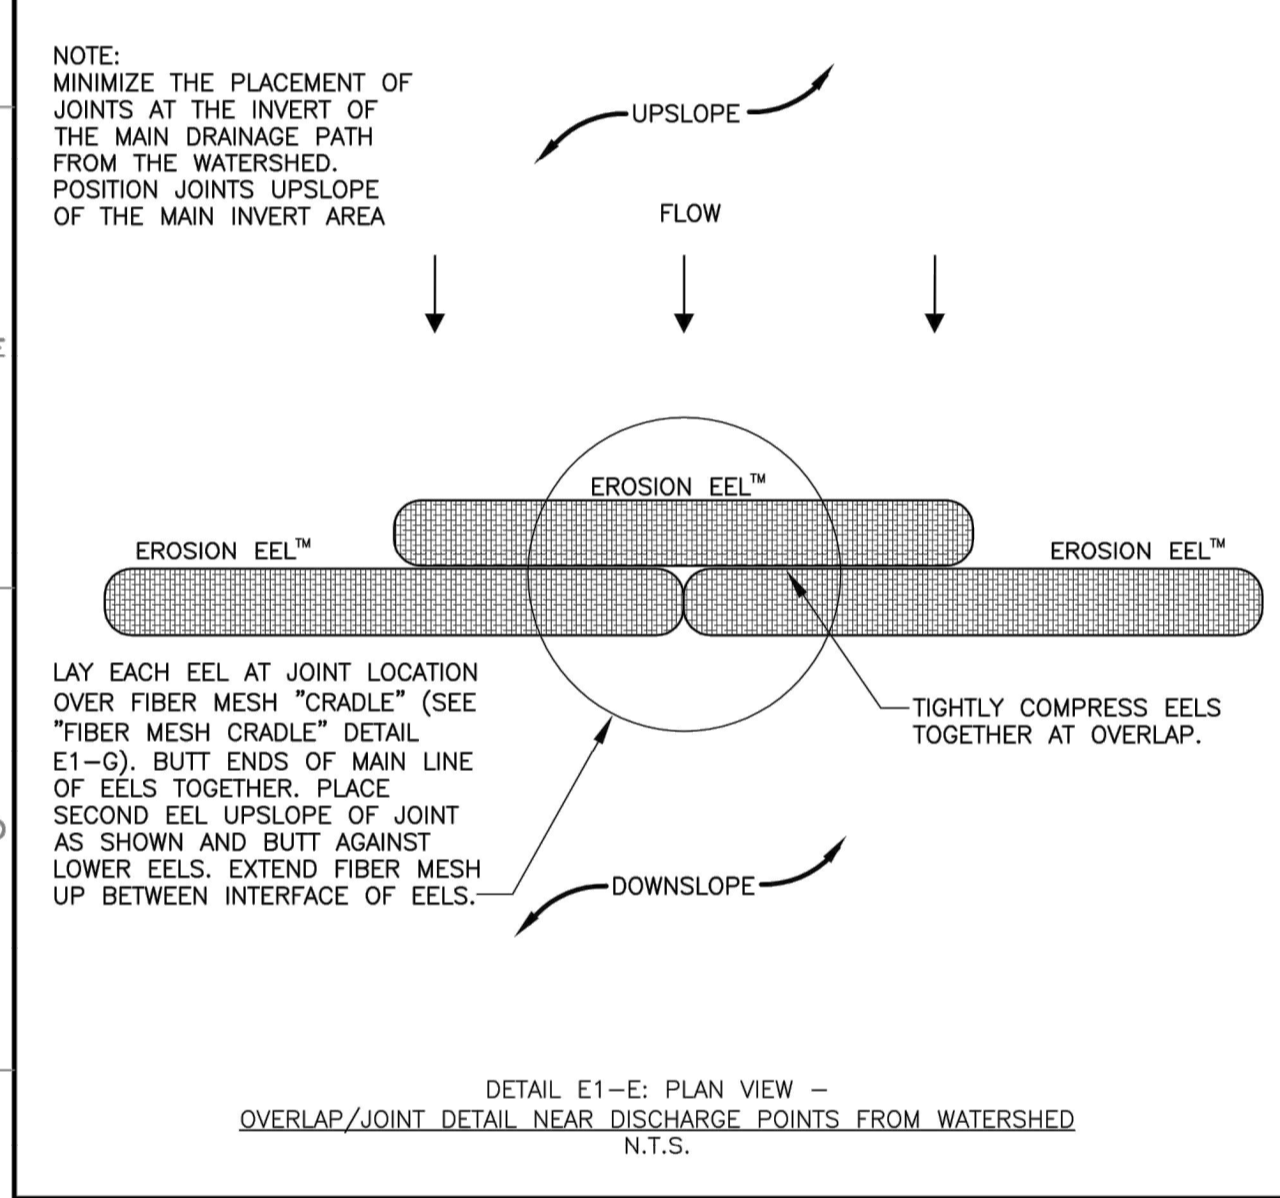 NOTE:
MINIMIZE THE PLACEMENT OF
JOINTS AT THE INVERT OF
THE MAIN DRAINAGE PATH
FROM THE WATERSHED.
POSITION JOINTS UPSLOPE
OF THE MAIN INVERT AREA
UPSLOPE
FLOW
EROSION EEL™
EROSION EEL™
EROSION EEL™
LAY EACH EEL AT JOINT LOCATION
OVER FIBER MESH "CRADLE" (SEE
"FIBER MESH CRADLE" DETAIL
E1-G). BUTT ENDS OF MAIN LINE
OF EELS TOGETHER. PLACE
SECOND EEL UPSLOPE OF JOINT
AS SHOWN AND BUTT AGAINST
LOWER EELS. EXTEND FIBER MESH
UP BETWEEN INTERFACE OF EELS.
TIGHTLY COMPRESS EELS
TOGETHER AT OVERLAP.
DOWNSLOPE
DETAIL E1-E: PLAN VIEW -
OVERLAP/JOINT DETAIL NEAR DISCHARGE POINTS FROM WATERSHED
N.T.S.